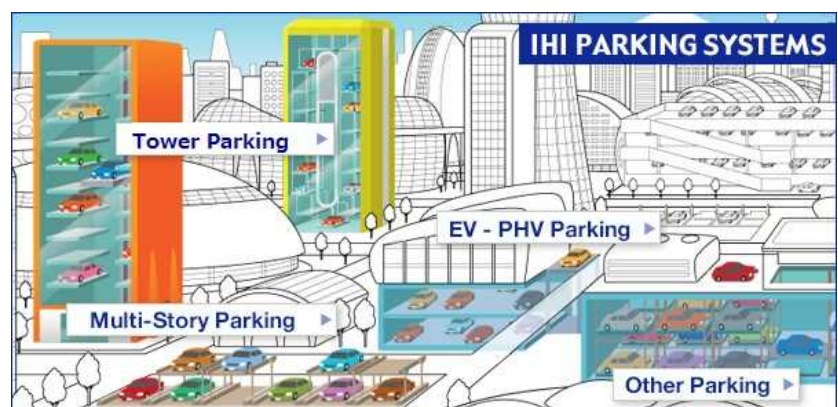 IHI PARKING SYSTEMS
Tower Parking
EV - PHV Parking
Multi-Story Parking
Other Parking